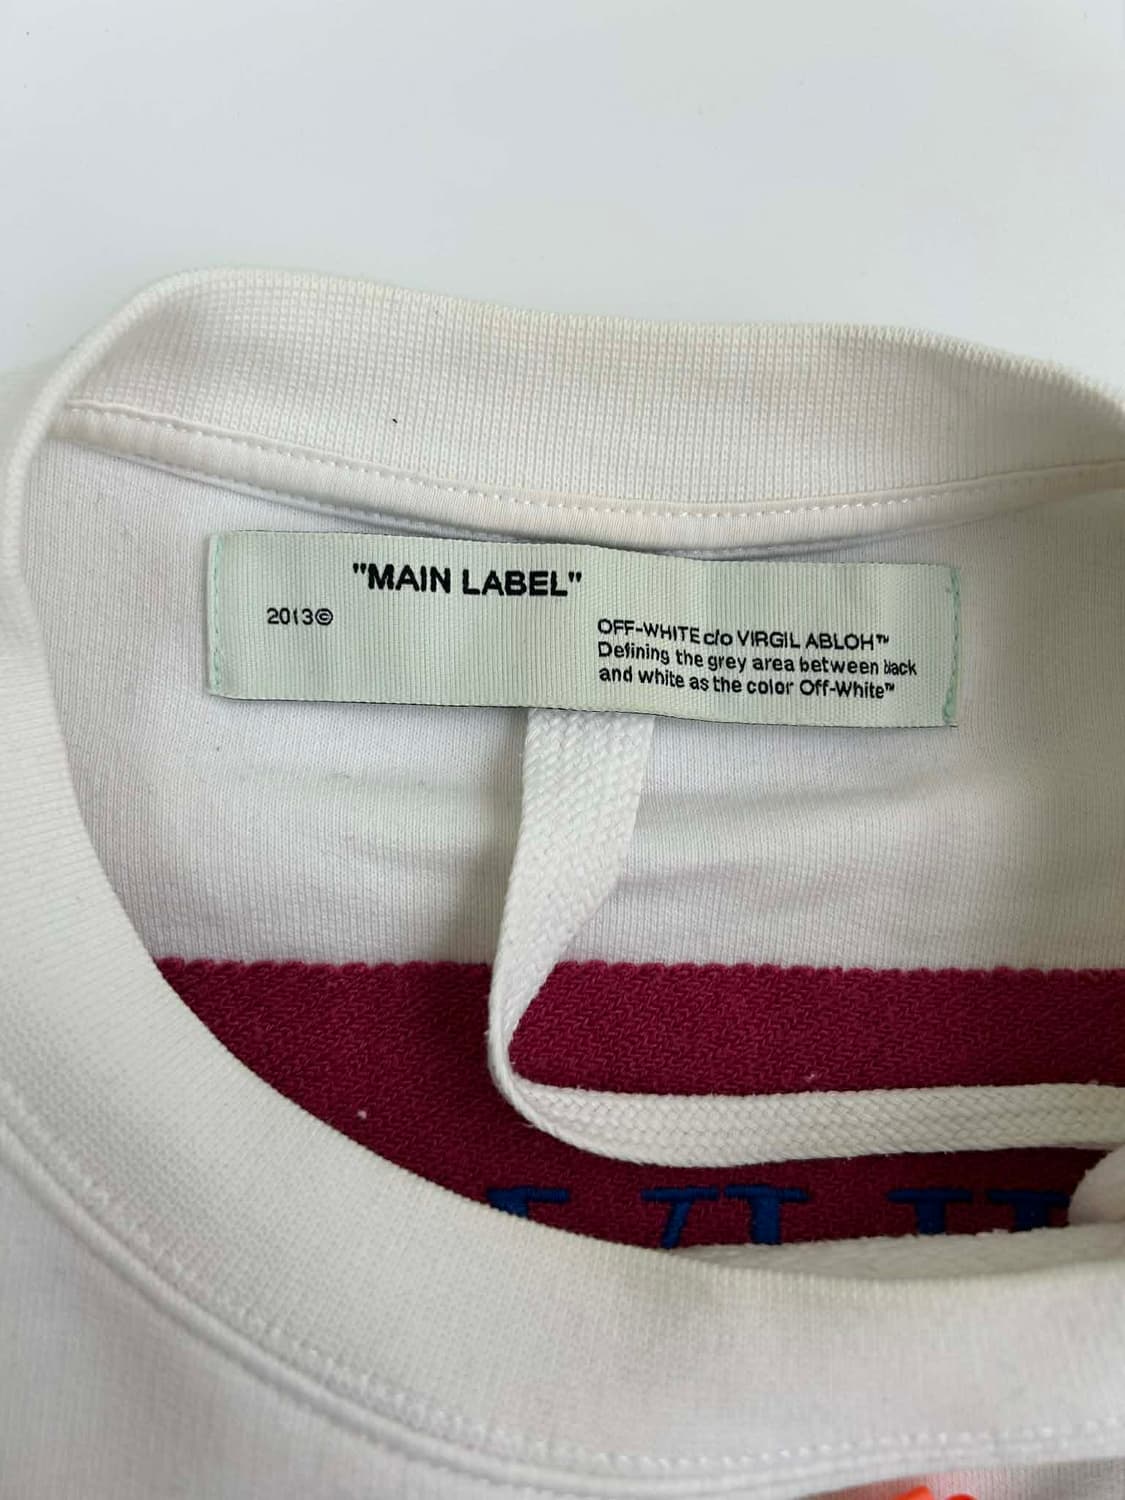 "MAIN LABEL"
2013©
OFF-WHITE c/o VIRGIL ABLOH™
Defining the grey area between black
and white as the color Off-White™